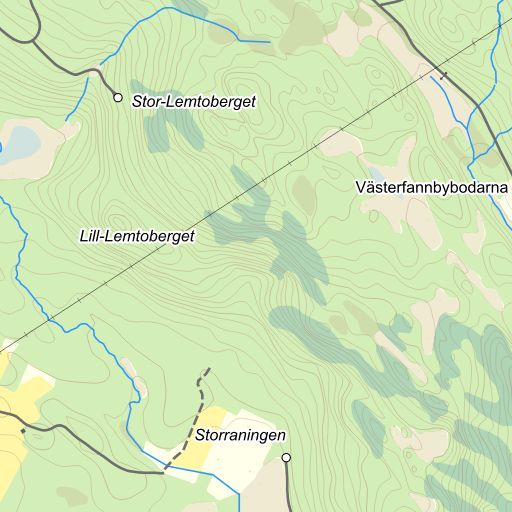 Stor-Lemtoberget
Västerfannbybodarna
Lill-Lemtoberget
Storraningen